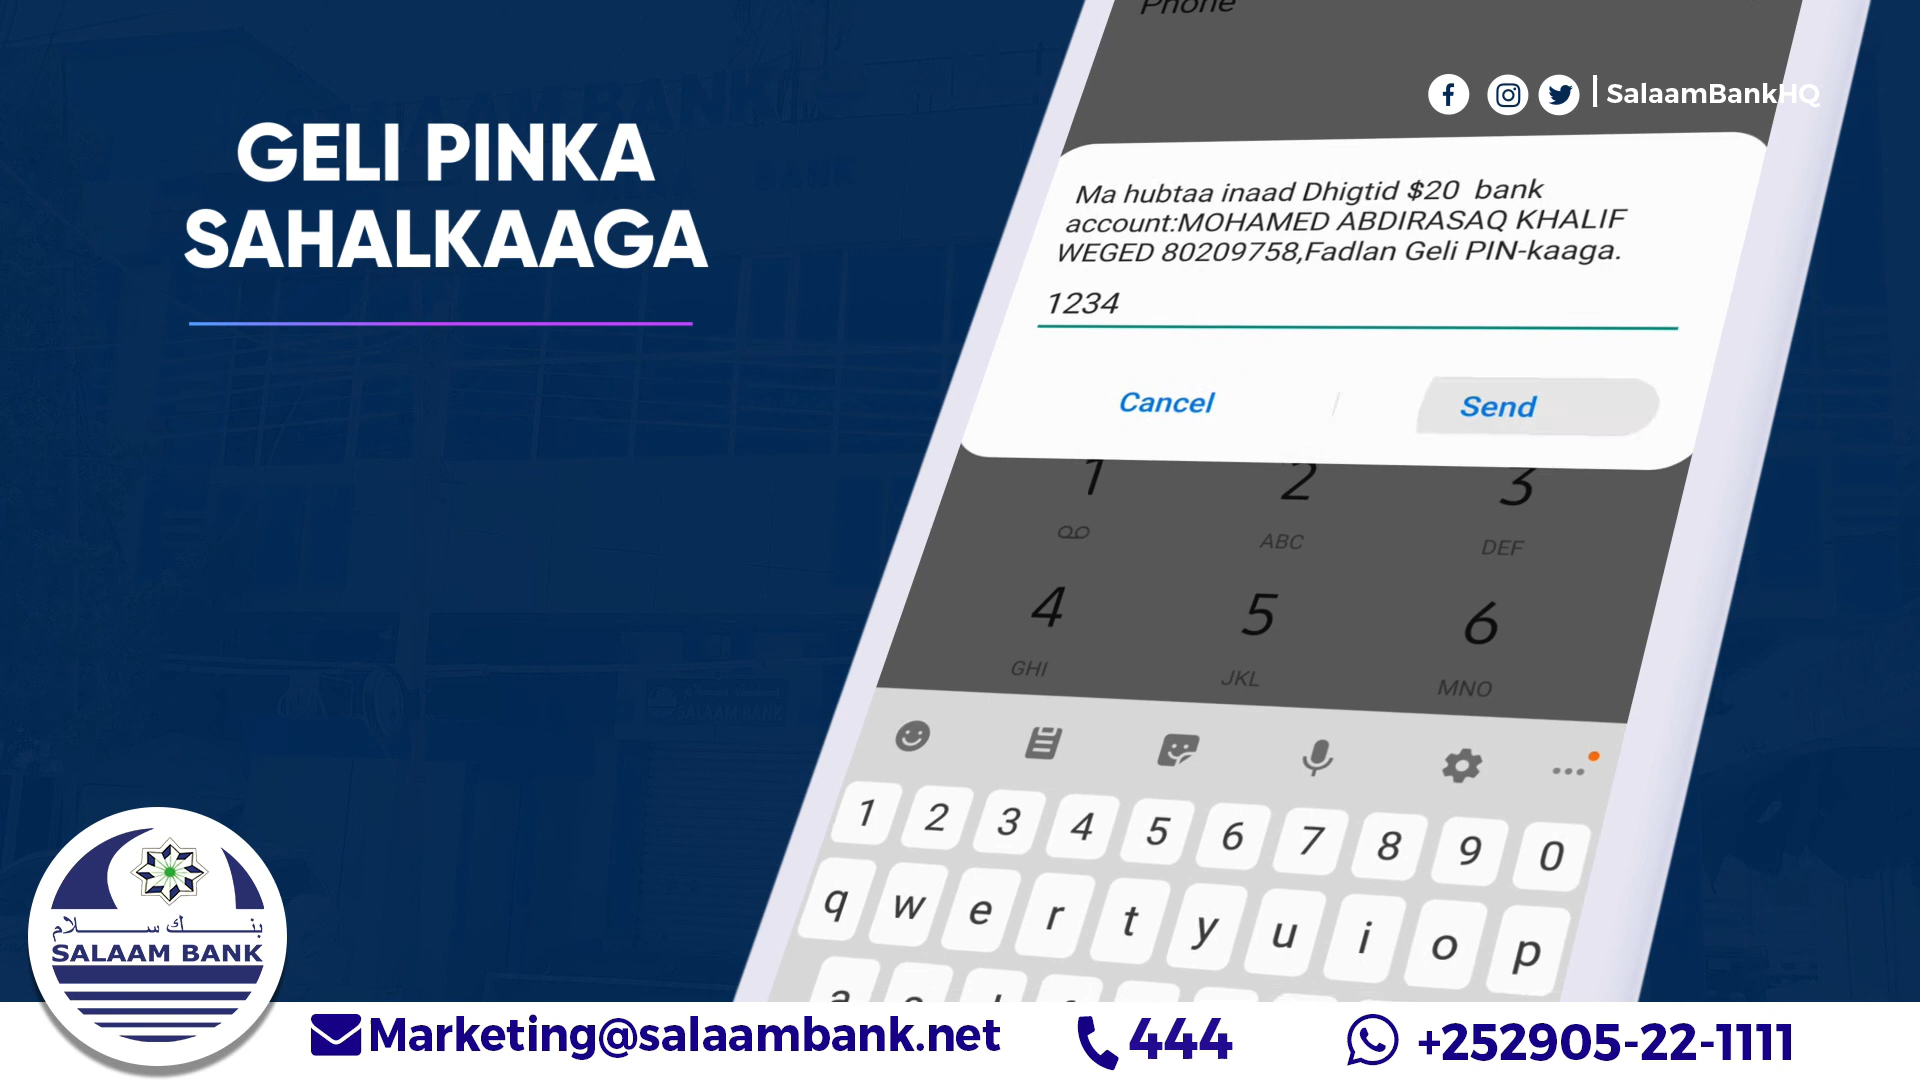 GELI PINKA
SAHALKAAGA
Phone
SalaamBankHQ
Ma hubtaa inaad Dhigtid $20 bank
account:MOHAMED ABDIRASAQ KHALIF
WEGED 80209758,Fadlan Geli PIN-kaaga.
1234
Cancel
Send
1 2 3
ABC DEF
4 5 6
GHI JKL MNO
1 2 3 4 5 6 7 8 9 0
q w e r t y u i o p
بنك سلام
SALAAM BANK
Marketing@salaambank.net
444
+252905-22-1111